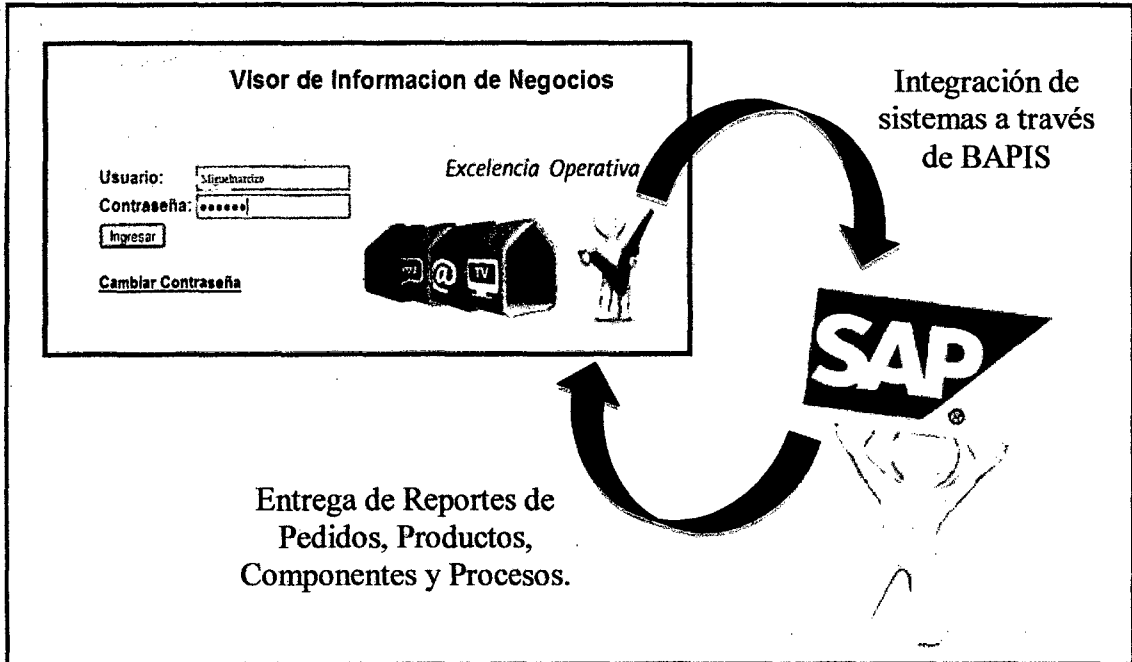 Visor de Informacion de Negocios
Excelencia Operativa
Usuario:
Contraseña: ••••••
Ingresar
Cambiar Contraseña
@
TV
Integración de
sistemas a través
de BAPIS
SAP
®
Entrega de Reportes de
Pedidos, Productos,
Componentes y Procesos.